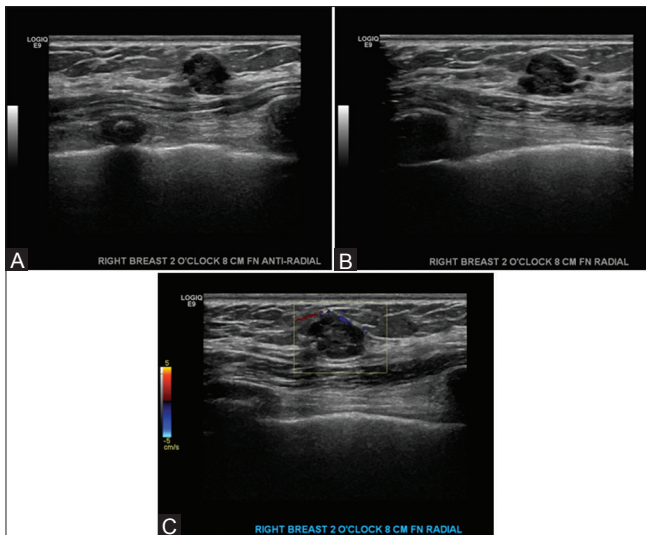 LOGIQ
E9
A
RIGHT BREAST 2 O'CLOCK 8 CM FN ANTI-RADIAL
LOGIQ
E9
B
RIGHT BREAST 2 O'CLOCK 8 CM FN RADIAL
LOGIQ
E9
5
-5
cm/s
C
RIGHT BREAST 2 O'CLOCK 8 CM FN RADIAL